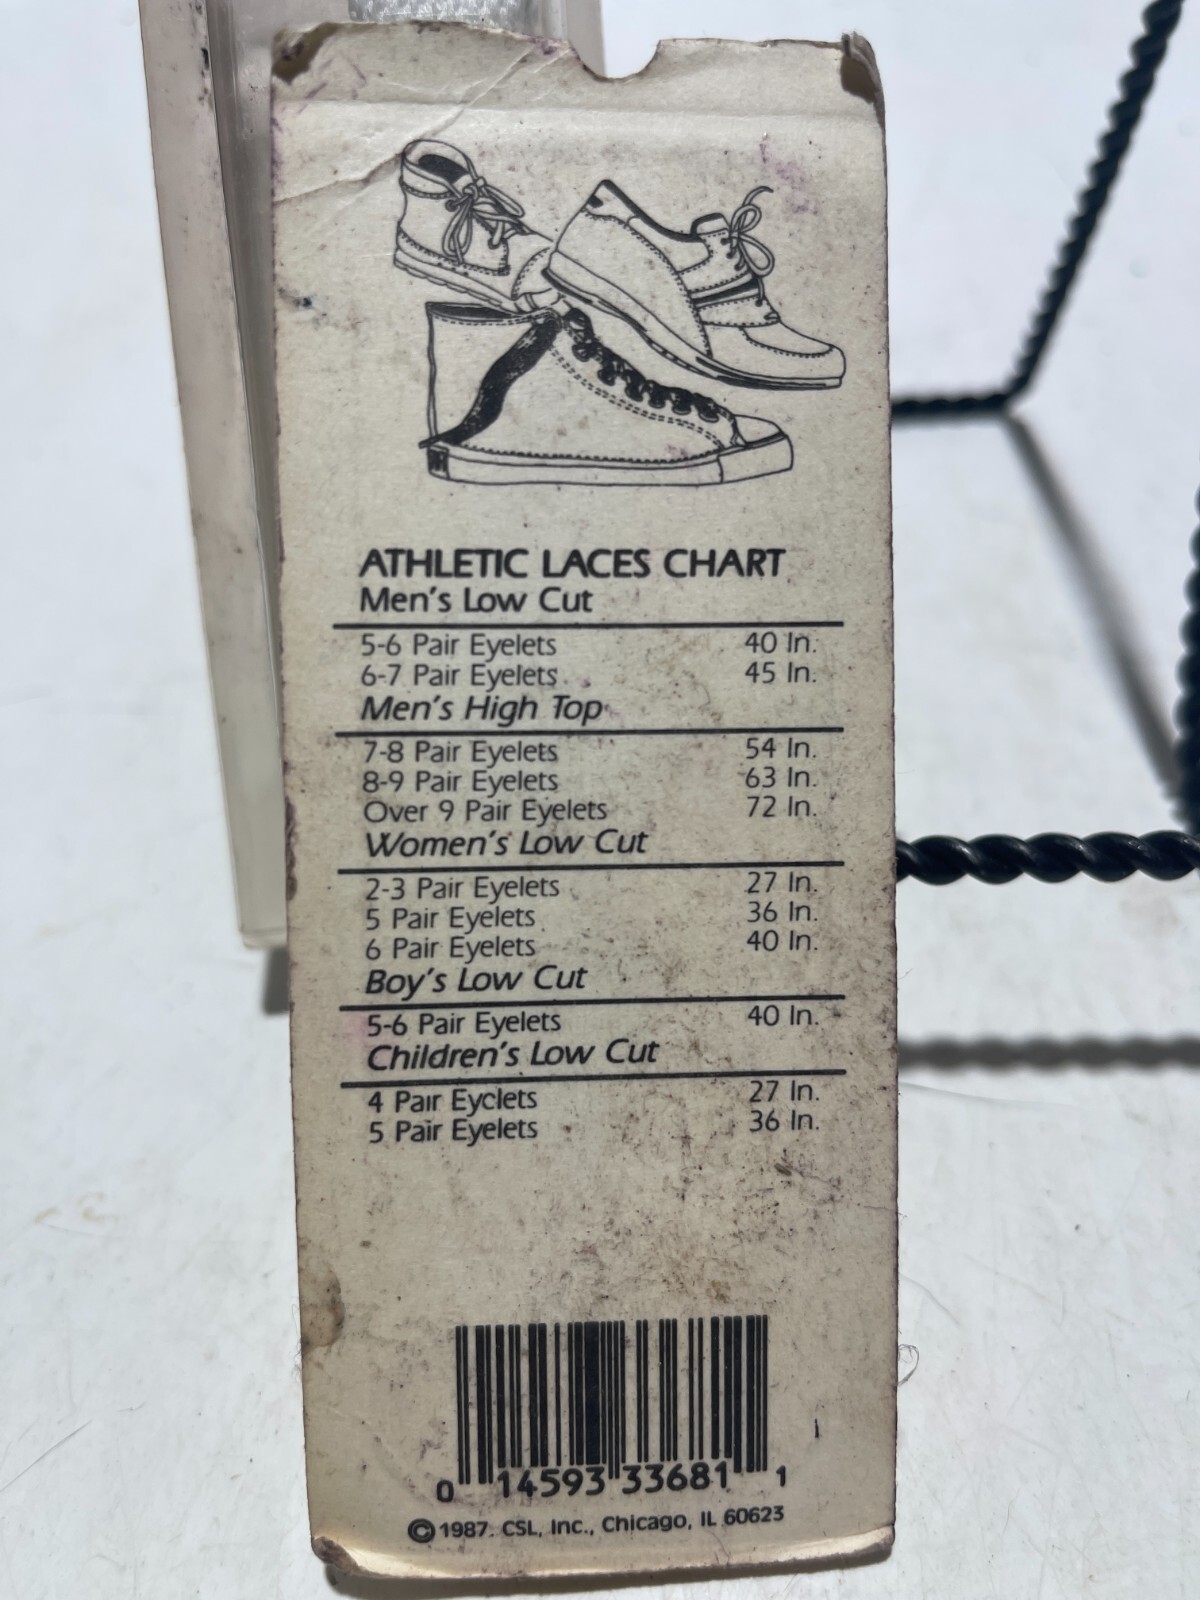 ATHLETIC LACES CHART
Men's Low Cut
5-6 Pair Eyelets 40 In.
6-7 Pair Eyelets 45 In.
Men's High Top
7-8 Pair Eyelets 54 In.
8-9 Pair Eyelets 63 In.
Over 9 Pair Eyelets 72 In.
Women's Low Cut
2-3 Pair Eyelets 27 In.
5 Pair Eyelets 36 In.
6 Pair Eyelets 40 In.
Boy's Low Cut
5-6 Pair Eyelets 40 In.
Children's Low Cut
4 Pair Eyclets 27 In.
5 Pair Eyelets 36 In.
0 14593 33681 1
© 1987. CSL, Inc., Chicago, IL 60623